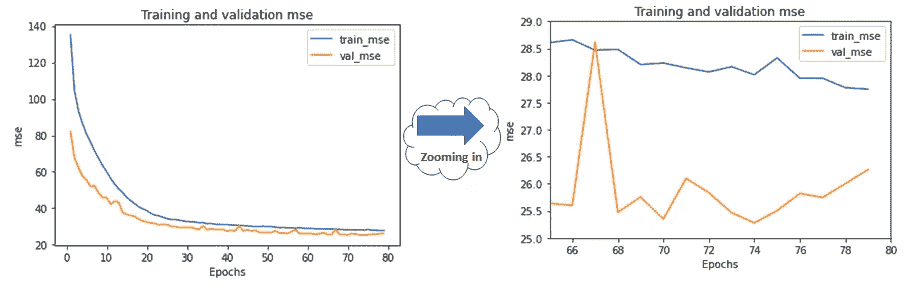 Training and validation mse
train_mse
val_mse
140
120
100
80
60
40
20
mse
0 10 20 30 40 50 60 70 80
Epochs
Zooming in
Training and validation mse
train_mse
val_mse
29.0
28.5
28.0
27.5
27.0
26.5
26.0
25.5
25.0
mse
66 68 70 72 74 76 78 80
Epochs